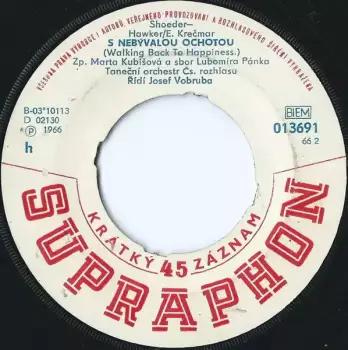 VŠECHNA PRÁVA VÝROBCE I AUTORŮ, VEŘEJNÉHO PROVOZOVÁNÍ A ROZHLASOVÉHO VYSÍLÁNÍ VYHRAZENA
Shoeder–
Hawker/E. Krečmar
S NEBÝVALOU OCHOTOU
(Walking Back To Happiness)
Zp. Marta Kubišová a sbor Lubomíra Pánka
Taneční orchestr Čs. rozhlasu
Řídí Josef Vobruba
B-03*10113
D 02130
*Ⓟ 1966
h
BIEM
013691
66 2
KRATKÝ 45 ZÁZNAM
SUPRAPHON